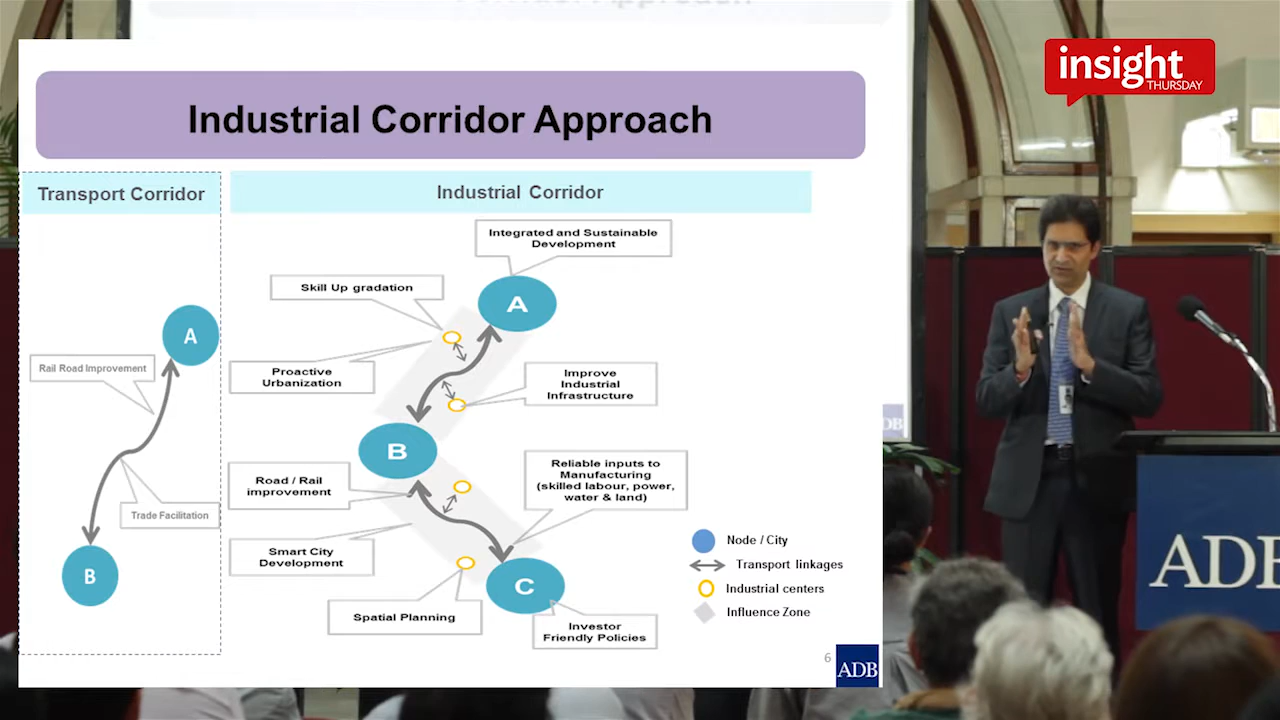 insight
THURSDAY
Industrial Corridor Approach
Transport Corridor
Industrial Corridor
A
Rail Road Improvement
Trade Facilitation
B
Integrated and Sustainable
Development
Skill Up gradation
A
Proactive
Urbanization
Improve
Industrial
Infrastructure
B
Road / Rail
improvement
Reliable inputs to
Manufacturing
(skilled labour, power,
water & land)
Smart City
Development
C
Spatial Planning
Investor
Friendly Policies
Node / City
Transport linkages
Industrial centers
Influence Zone
6
ADB
ADB
ADB